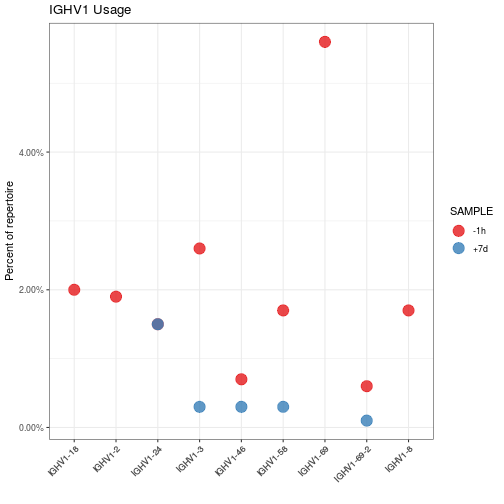 IGHV1 Usage
Percent of repertoire
4.00%
2.00%
0.00%
IGHV1-18
IGHV1-2
IGHV1-24
IGHV1-3
IGHV1-46
IGHV1-58
IGHV1-69
IGHV1-69-2
IGHV1-8
SAMPLE
-1h
+7d